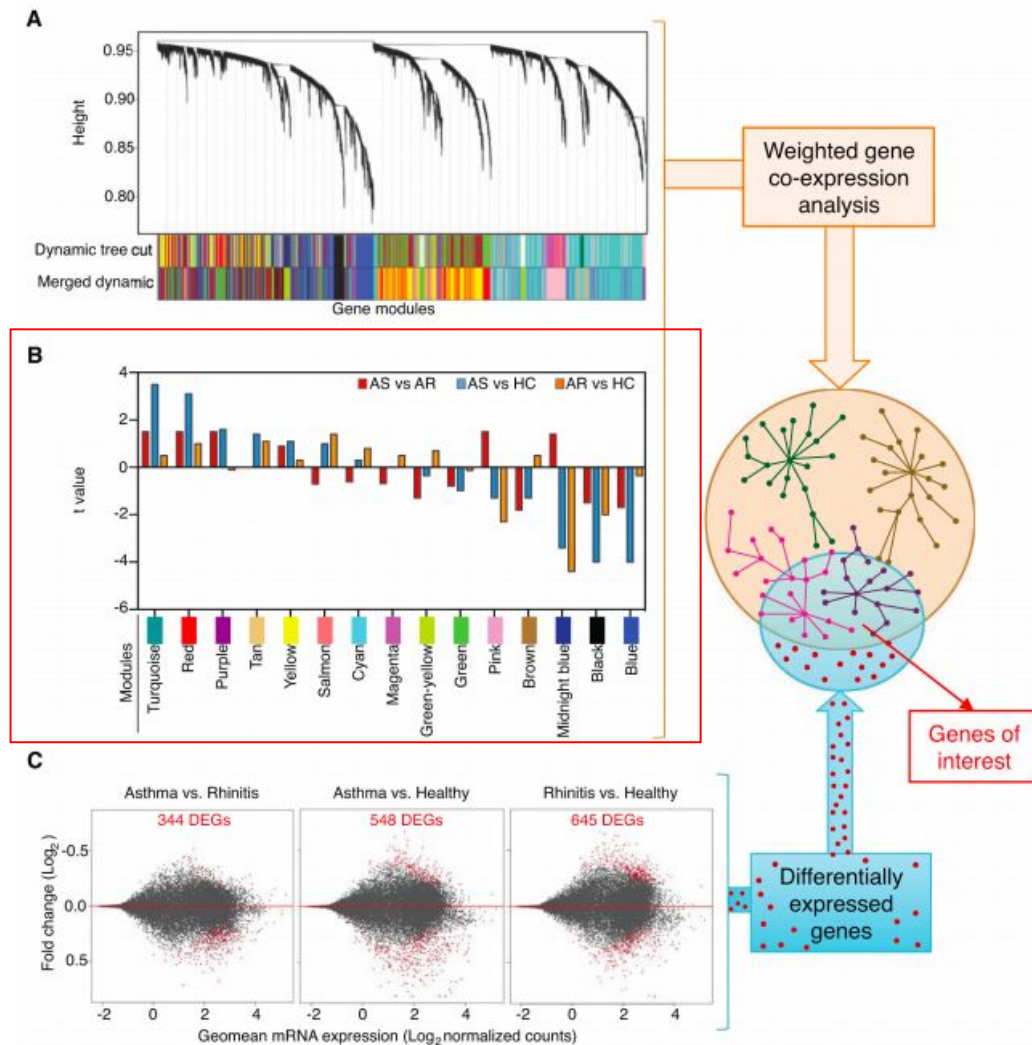 A
0.95
0.90
0.85
0.80
Height
Dynamic tree cut
Merged dynamic
Gene modules
Weighted gene
co-expression
analysis
B
4
2
0
-2
-4
-6
t value
AS vs AR
AS vs HC
AR vs HC
Modules
Turquoise
Red
Purple
Tan
Yellow
Salmon
Cyan
Magenta
Green-yellow
Green
Pink
Brown
Midnight blue
Black
Blue
Genes of
interest
C
Asthma vs. Rhinitis
Asthma vs. Healthy
Rhinitis vs. Healthy
344 DEGs
548 DEGs
645 DEGs
-0.5
0.0
0.5
Fold change (Log2)
-2 0 2 4
-2 0 2 4
-2 0 2 4
Geomean mRNA expression (Log2 normalized counts)
Differentially
expressed
genes